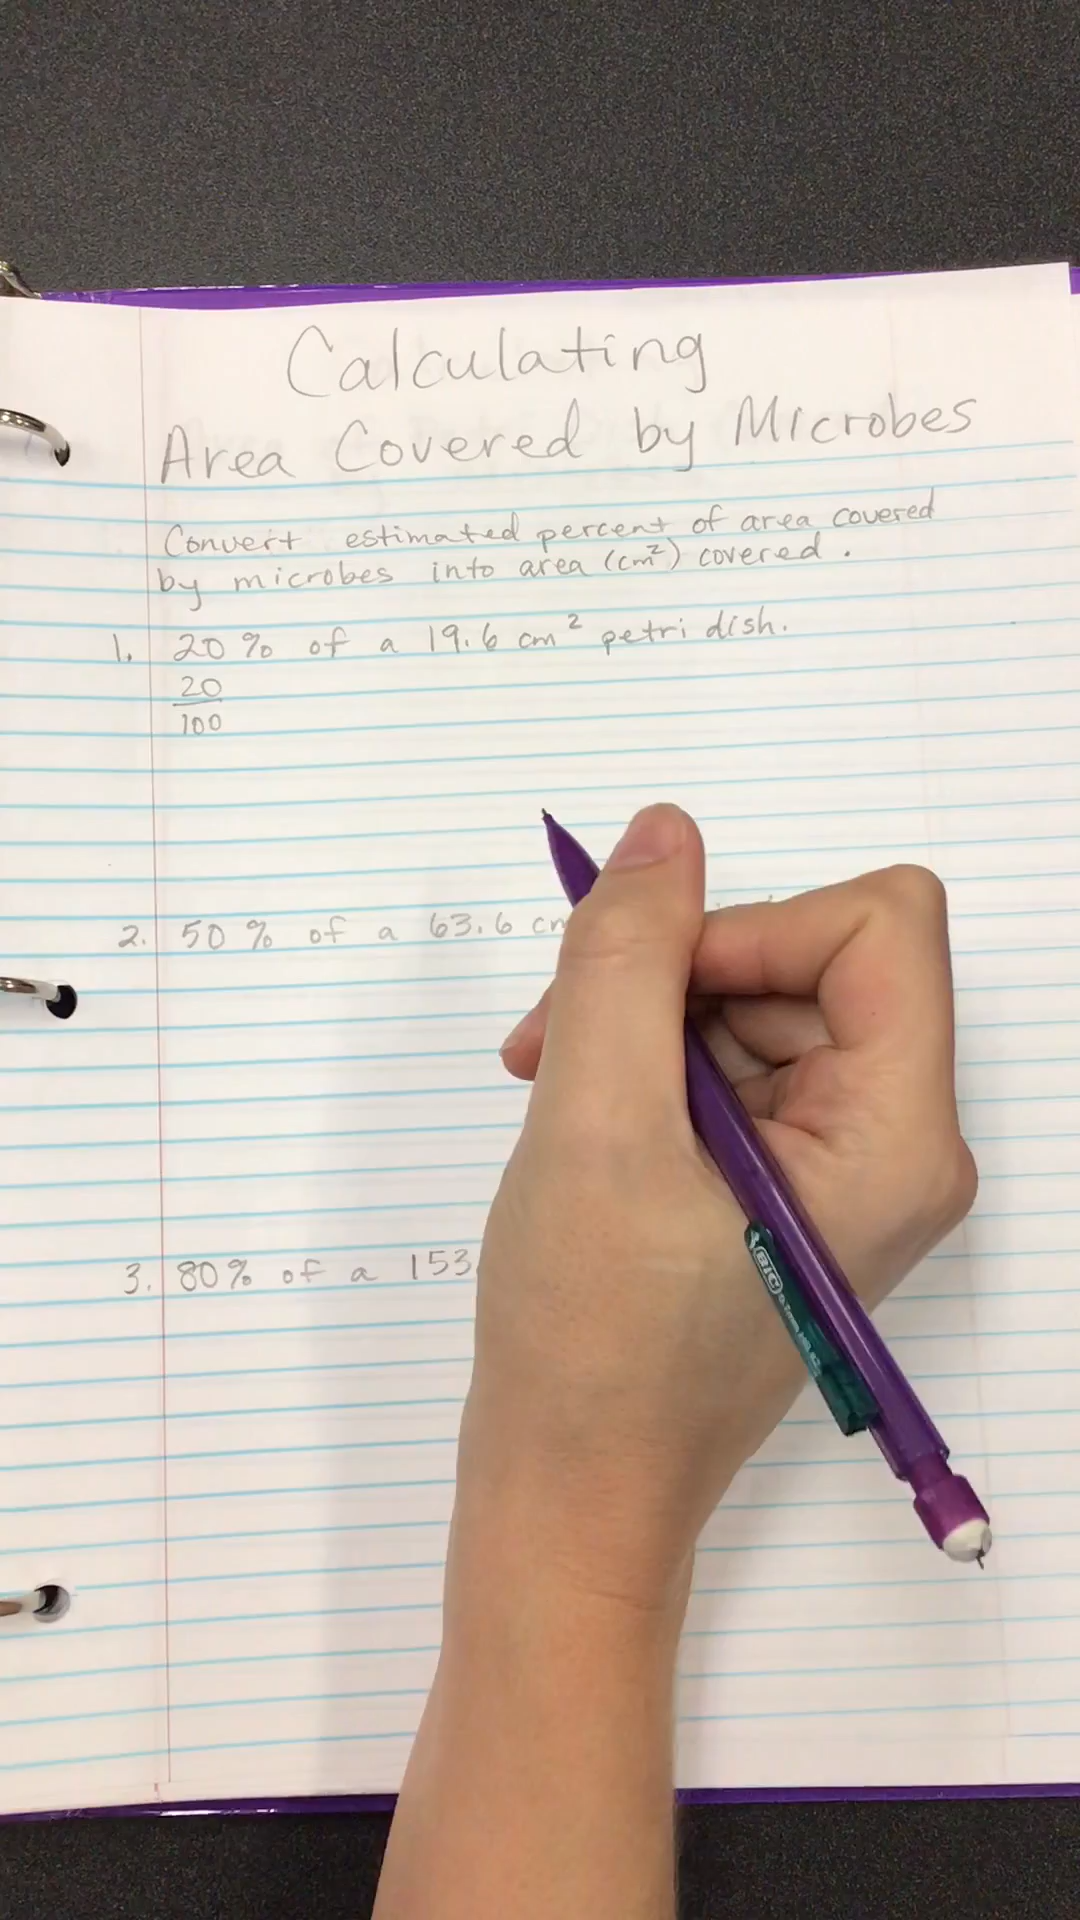 Calculating
Area Covered by Microbes
Convert estimated percent of area covered
by microbes into area (cm²) covered.
1. 20% of a 19.6 cm² petri dish.
20
100
2. 50% of a 63.6
3. 80% of a 153
BIC